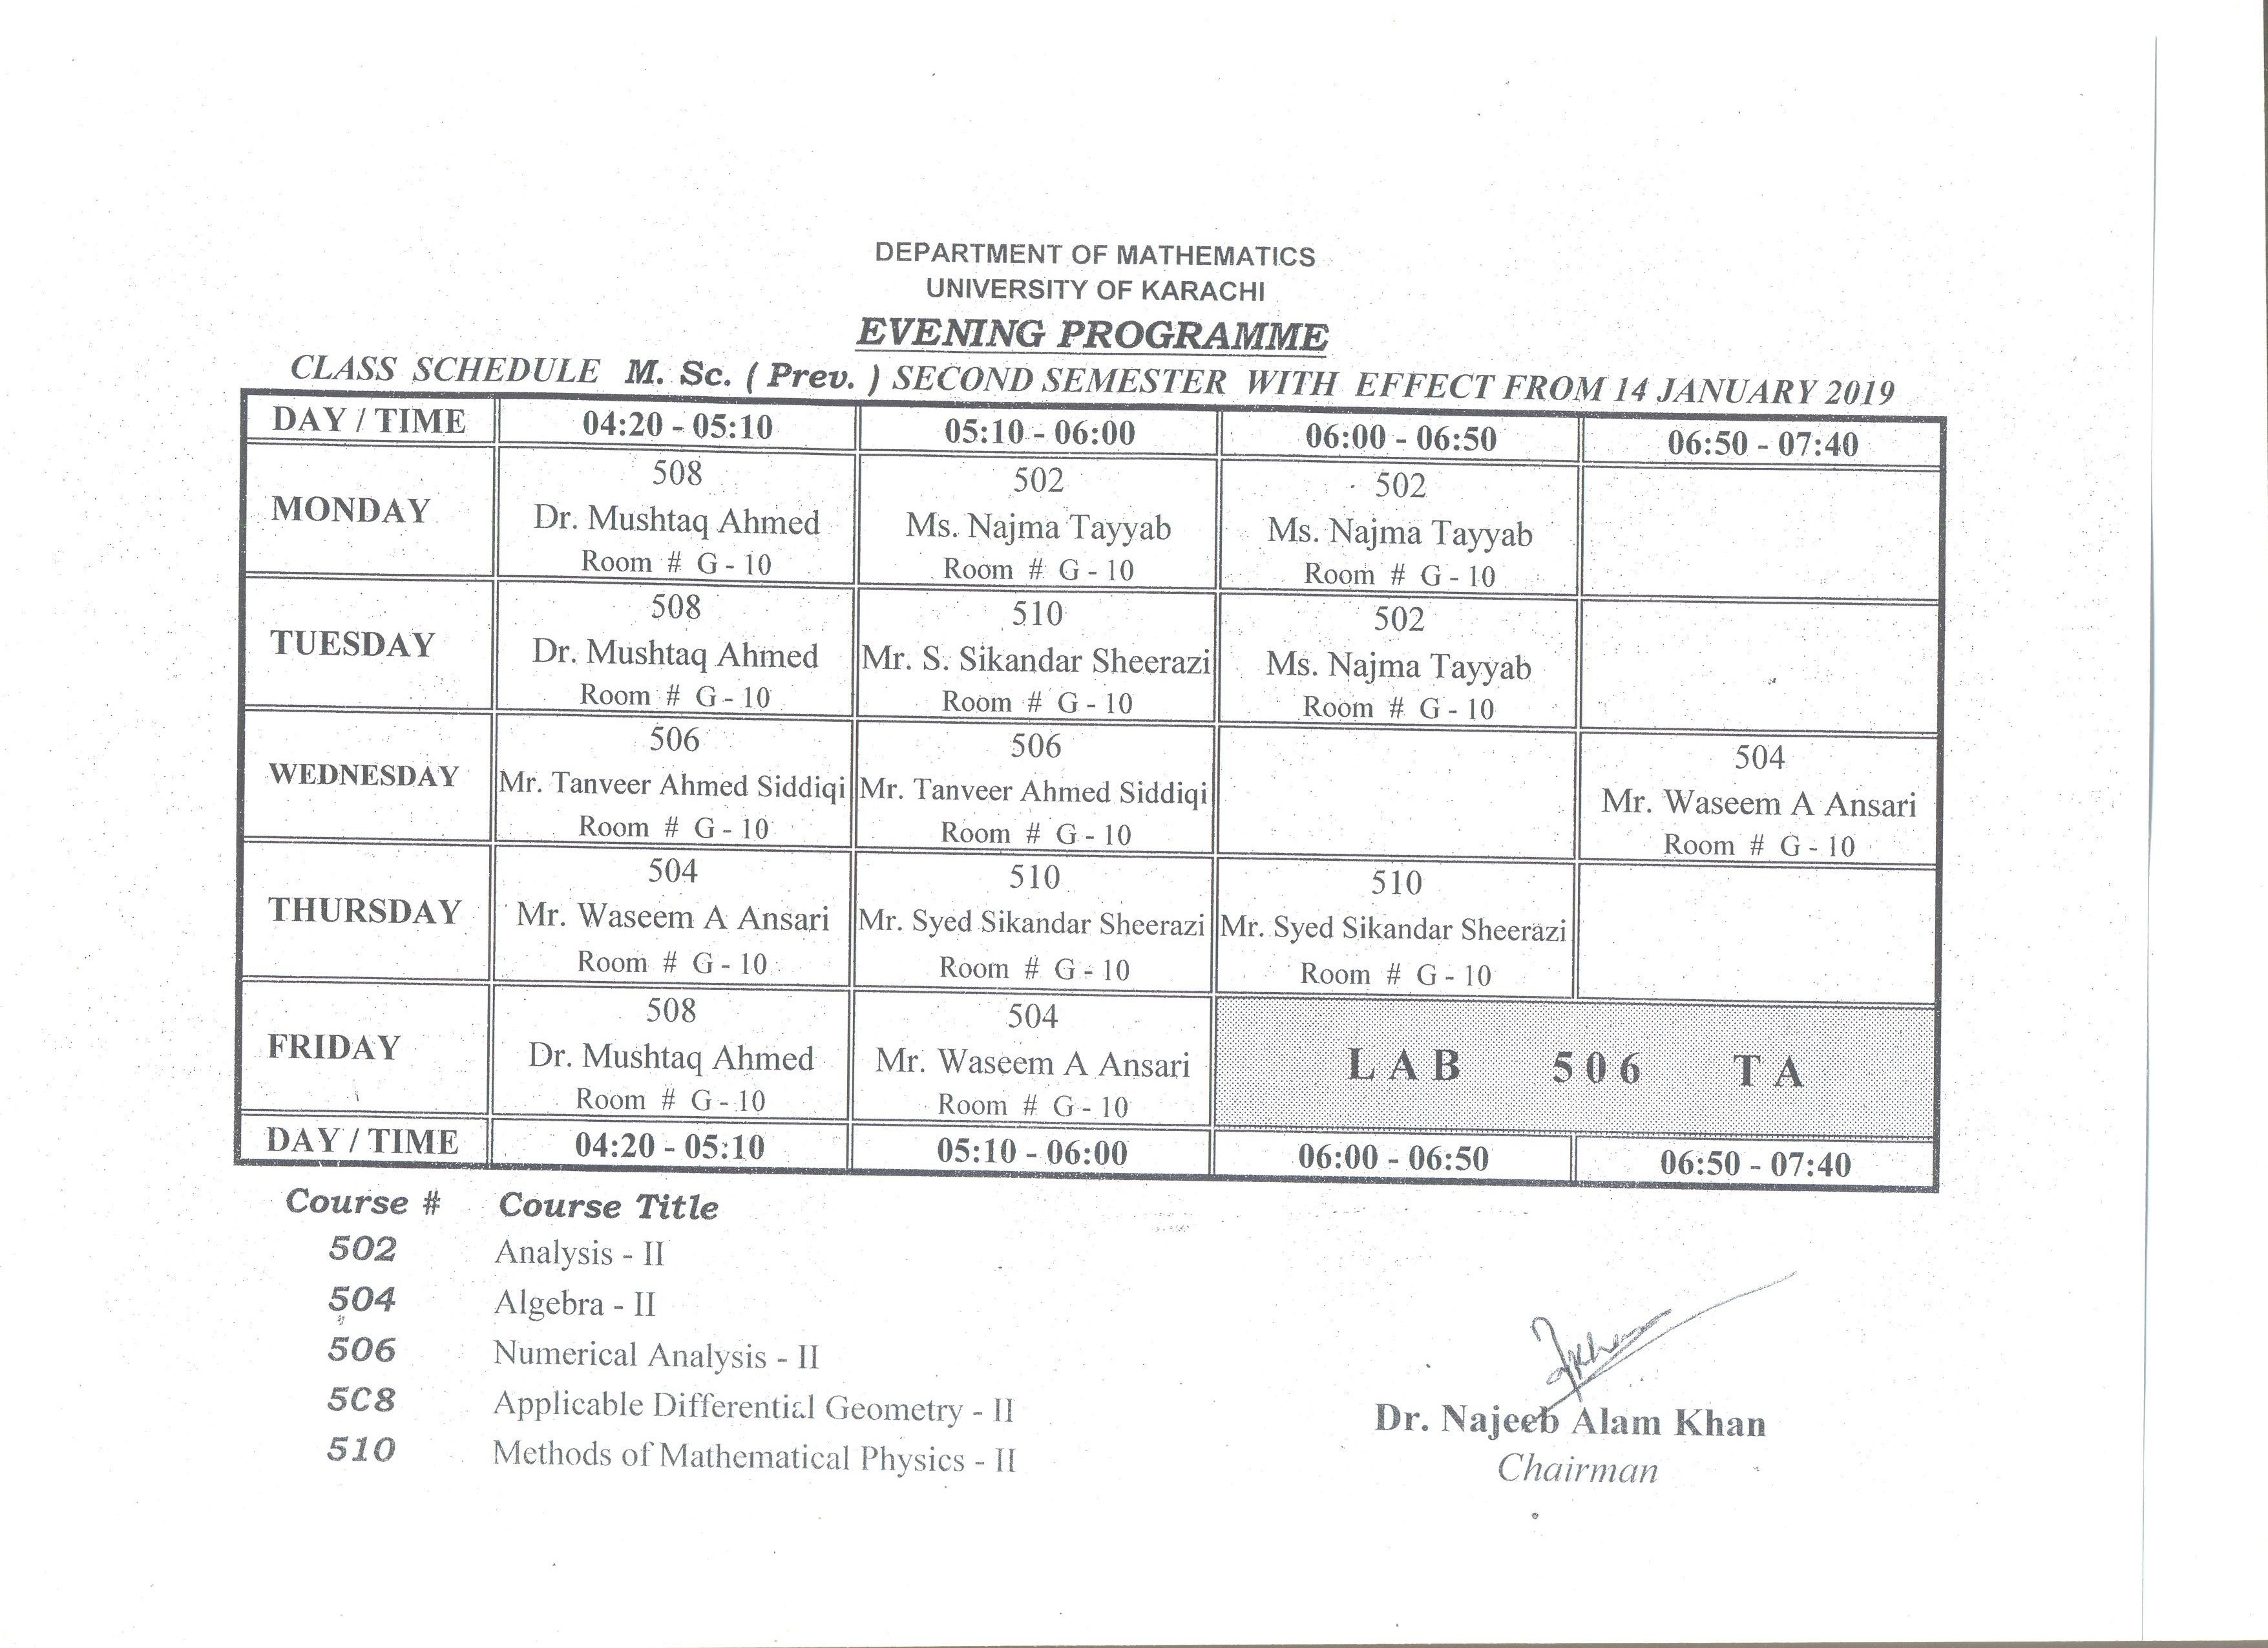 DEPARTMENT OF MATHEMATICS
UNIVERSITY OF KARACHI
EVENING PROGRAMME
CLASS SCHEDULE M. Sc. ( Prev. ) SECOND SEMESTER WITH EFFECT FROM 14 JANUARY 2019
DAY / TIME 04:20 - 05:10 05:10 - 06:00 06:00 - 06:50 06:50 - 07:40
508 502 502
MONDAY Dr. Mushtaq Ahmed Ms. Najma Tayyab Ms. Najma Tayyab
Room # G - 10 Room # G - 10 Room # G - 10
508 510 502
TUESDAY Dr. Mushtaq Ahmed Mr. S. Sikandar Sheerazi Ms. Najma Tayyab
Room # G - 10 Room # G - 10 Room # G - 10
506 506 504
WEDNESDAY Mr. Tanveer Ahmed Siddiqi Mr. Tanveer Ahmed Siddiqi Mr. Waseem A Ansari
Room # G - 10 Room # G - 10 Room # G - 10
504 510 510
THURSDAY Mr. Waseem A Ansari Mr. Syed Sikandar Sheerazi Mr. Syed Sikandar Sheerazi
Room # G - 10 Room # G - 10 Room # G - 10
508 504
FRIDAY Dr. Mushtaq Ahmed Mr. Waseem A Ansari LAB 506 TA
Room # G - 10 Room # G - 10
DAY / TIME 04:20 - 05:10 05:10 - 06:00 06:00 - 06:50 06:50 - 07:40
Course # Course Title
502 Analysis - II
504 Algebra - II
506 Numerical Analysis - II
5C8 Applicable Differential Geometry - II
510 Methods of Mathematical Physics - II
Dr. Najeeb Alam Khan
Chairman